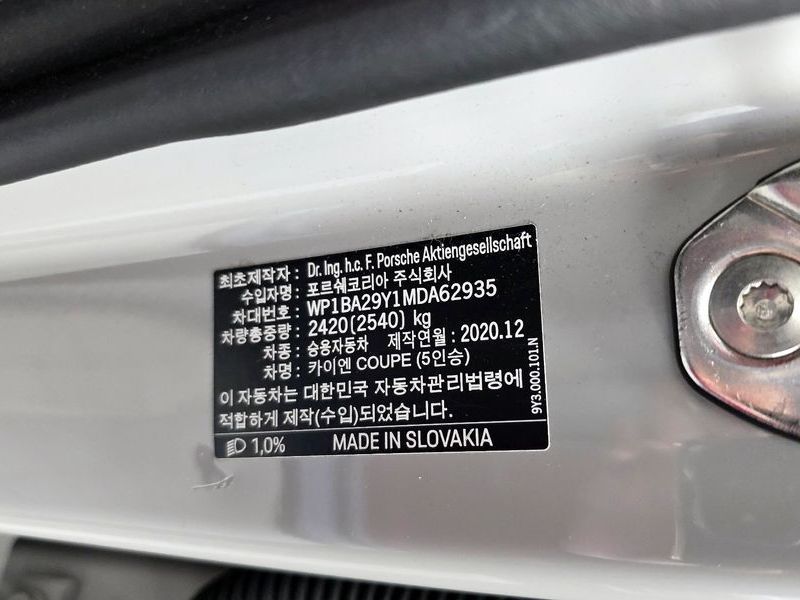 최초제작자 : Dr. Ing. h.c. F. Porsche Aktiengesellschaft
수입자명 : 포르쉐코리아 주식회사
차대번호 : WP1BA29Y1MDA62935
차량총중량 : 2420(2540) kg
차종 : 승용자동차 제작연월 : 2020.12
차명 : 카이엔 COUPE (5인승)
이 자동차는 대한민국 자동차관리법령에
적합하게 제작(수입)되었습니다.
1,0% MADE IN SLOVAKIA
9Y3.000.101.N